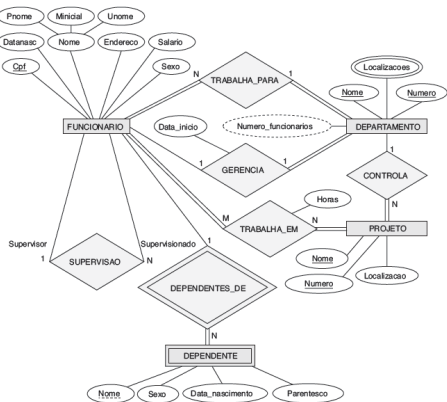 Pnome
Minicial
Unome
Datanasc
Nome
Endereco
Salario
Cpf
Sexo
Localizacoes
N
TRABALHA_PARA
1
Nome
Numero
FUNCIONARIO
Data_inicio
Numero_funcionarios
DEPARTAMENTO
1
GERENCIA
1
1
CONTROLA
N
Horas
M
TRABALHA_EM
N
PROJETO
Supervisor
Supervisionado
1
1
SUPERVISAO
N
Nome
Numero
Localizacao
DEPENDENTES_DE
N
DEPENDENTE
Nome
Sexo
Data_nascimento
Parentesco